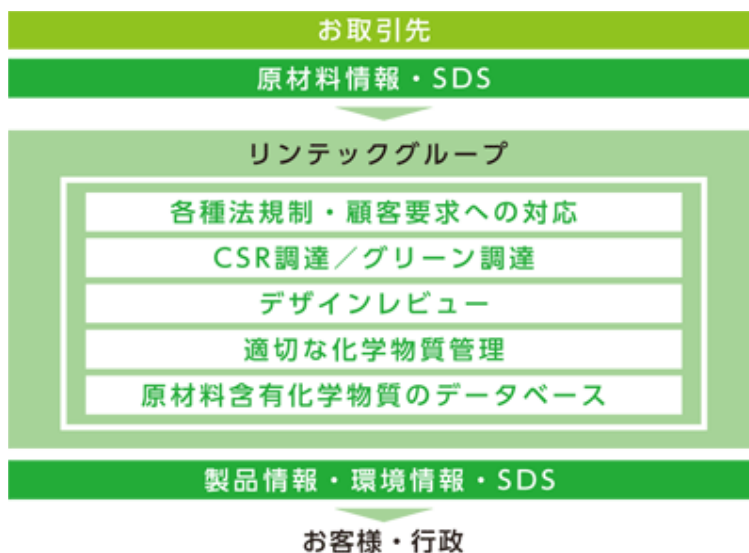 お取引先
原材料情報・SDS
リンテックグループ
各種法規制・顧客要求への対応
CSR調達／グリーン調達
デザインレビュー
適切な化学物質管理
原材料含有化学物質のデータベース
製品情報・環境情報・SDS
お客様・行政